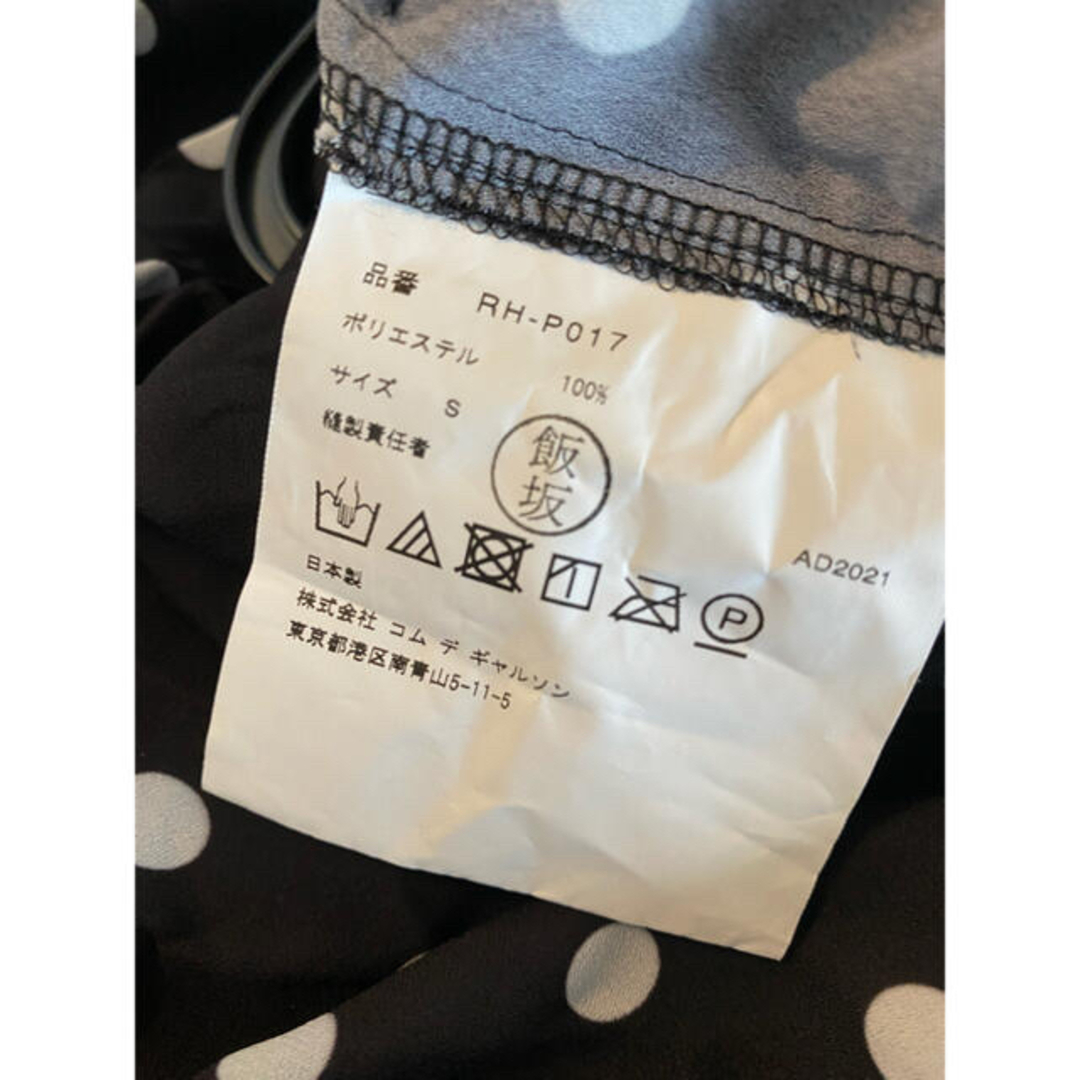 品番 RH-P017
ポリエステル 100%
サイズ S
縫製責任者
飯
坂
AD2021
P
日本製
株式会社 コム デ ギャルソン
東京都港区南青山5-11-5